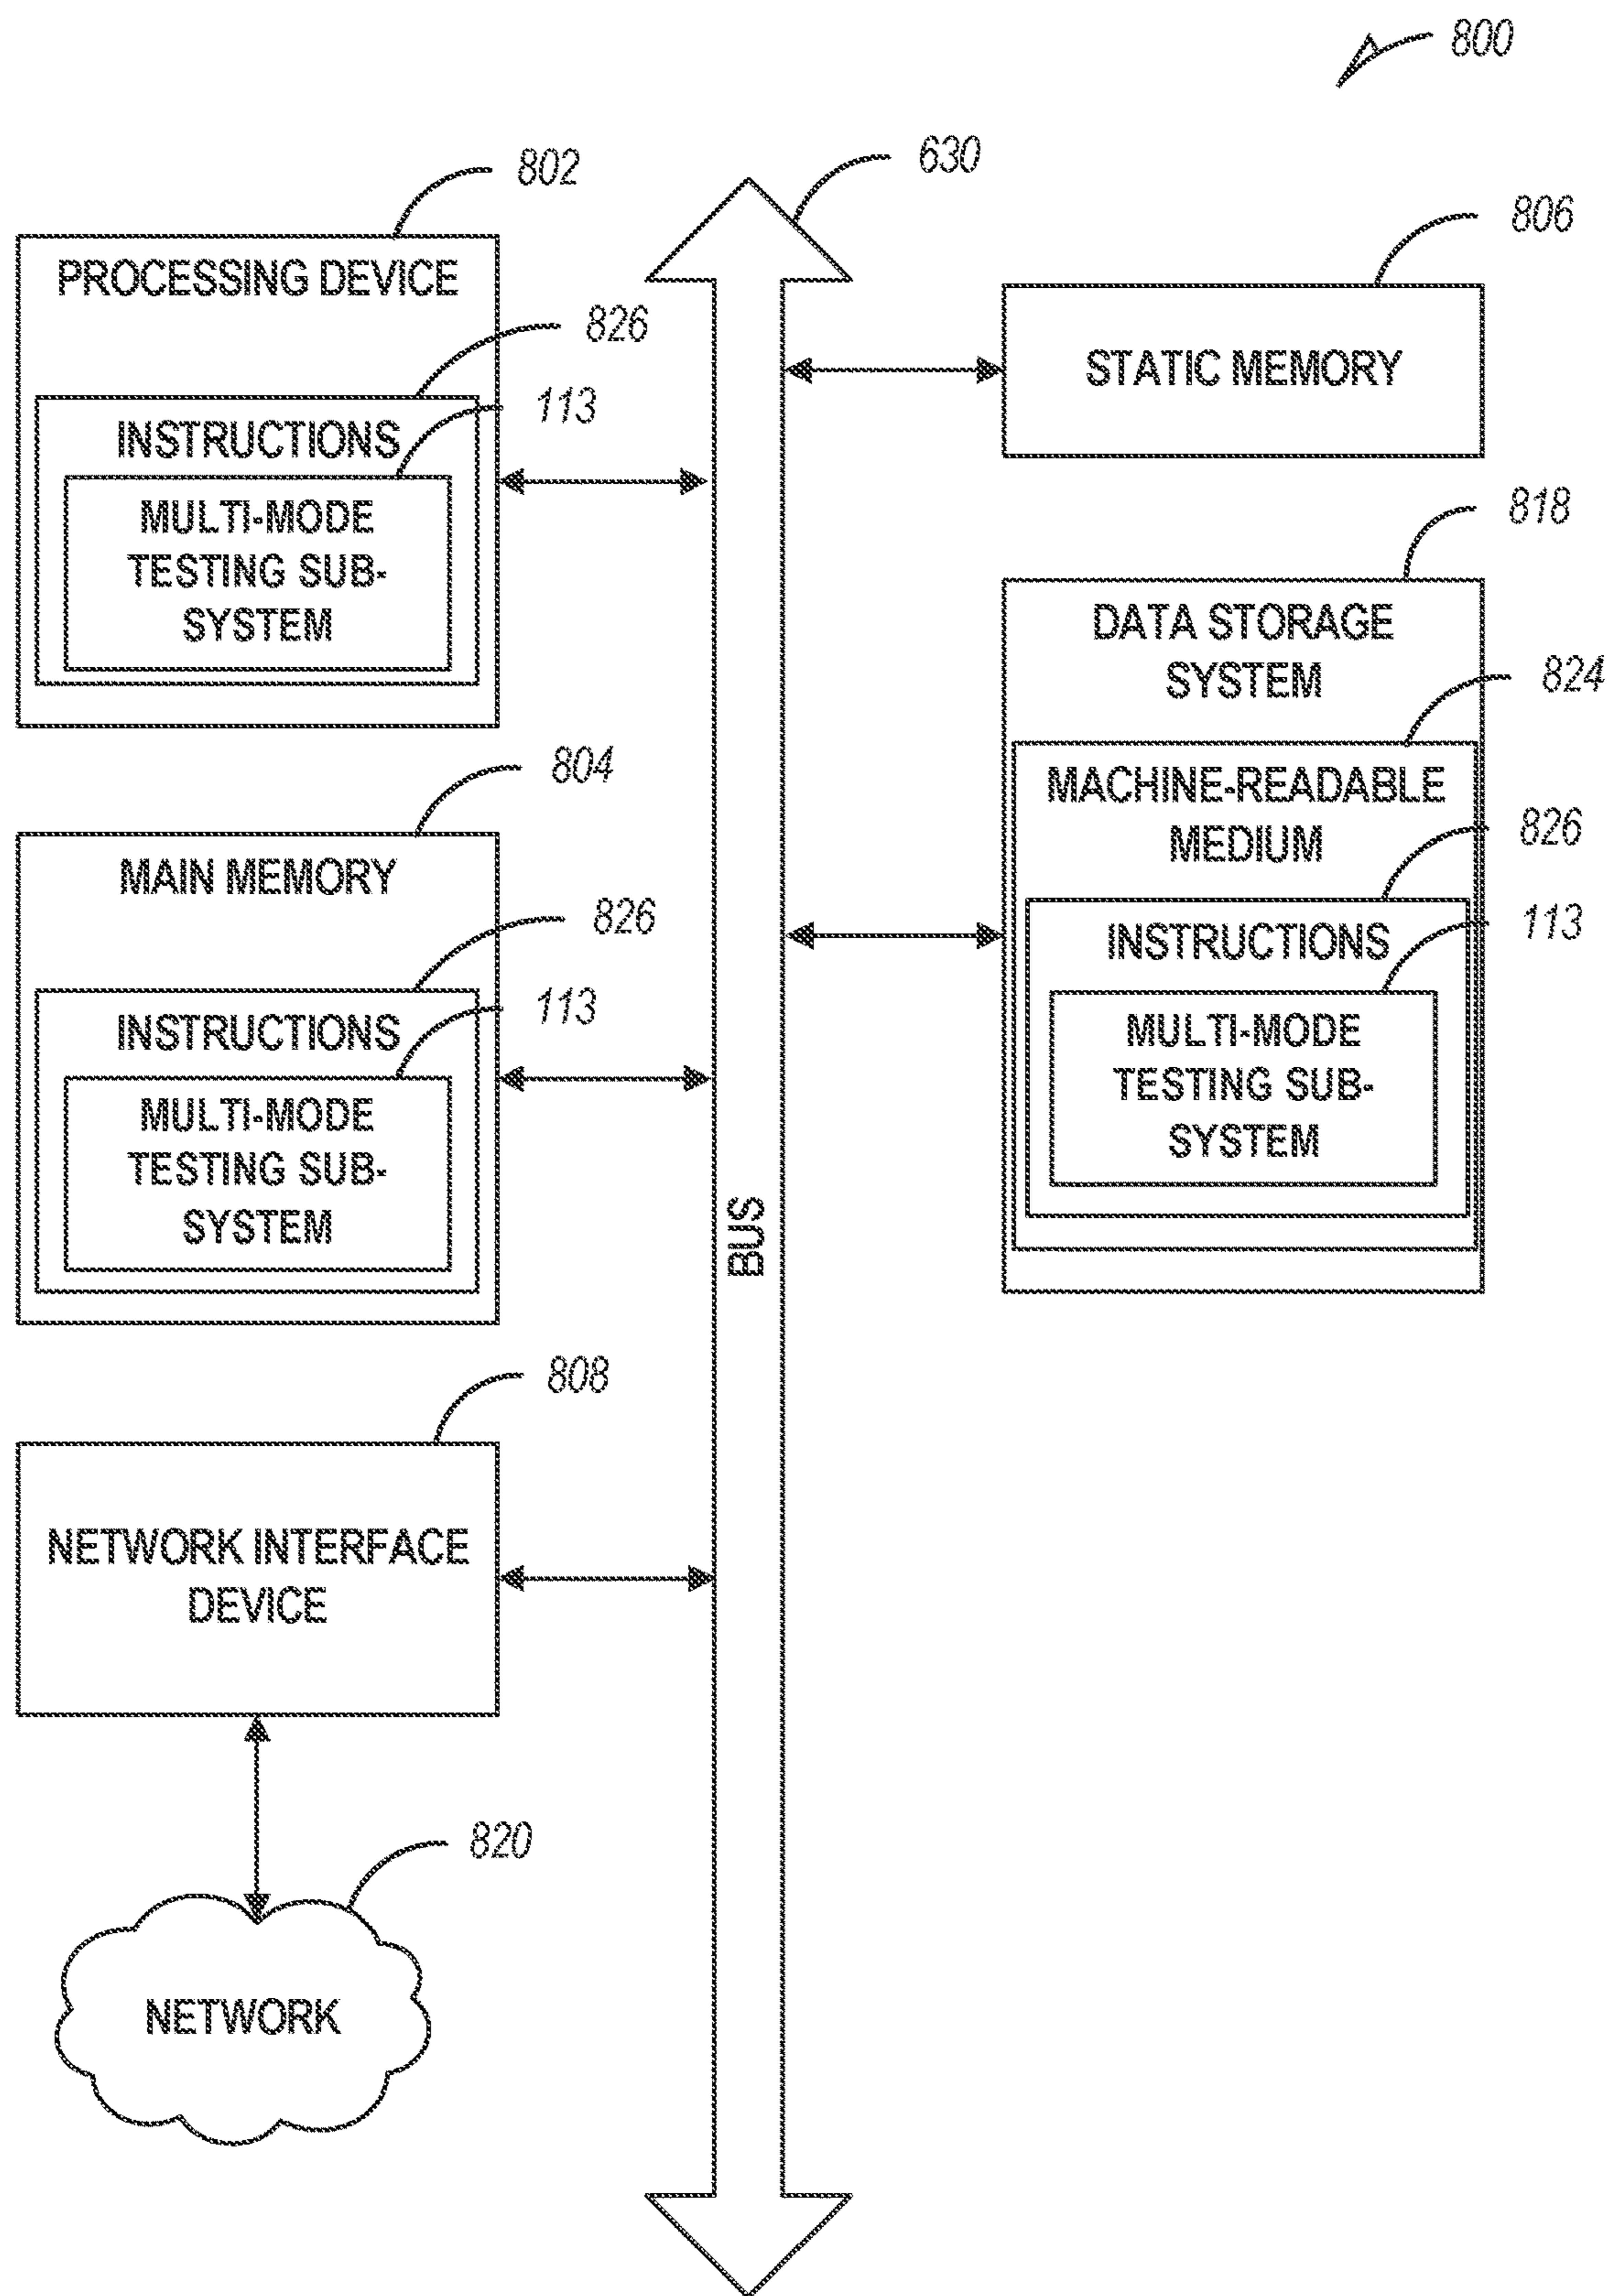 800
630
802
PROCESSING DEVICE
826
INSTRUCTIONS
113
MULTI-MODE
TESTING SUB-
SYSTEM
804
MAIN MEMORY
826
INSTRUCTIONS
113
MULTI-MODE
TESTING SUB-
SYSTEM
808
NETWORK INTERFACE
DEVICE
820
NETWORK
BUS
806
STATIC MEMORY
818
DATA STORAGE
SYSTEM
824
MACHINE-READABLE
MEDIUM
826
INSTRUCTIONS
113
MULTI-MODE
TESTING SUB-
SYSTEM